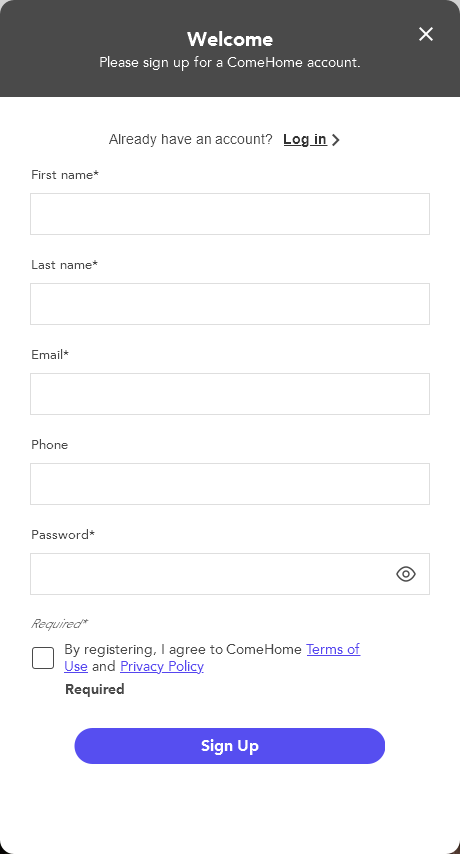 Welcome
Please sign up for a ComeHome account.
Already have an account? Log in
First name*
Last name*
Email*
Phone
Password*
Required*
By registering, I agree to ComeHome Terms of
Use and Privacy Policy
Required
Sign Up